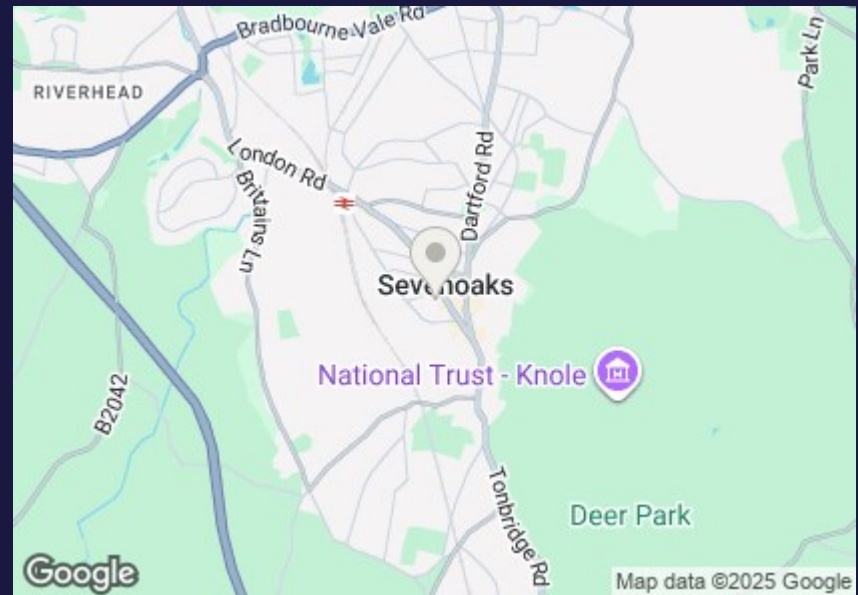 Bradbourne Vale Rd
Park Ln
RIVERHEAD
London Rd
Dartford Rd
Brittains Ln
Sevenoaks
National Trust - Knole
B2042
Tonbridge Rd
Deer Park
Google
Map data ©2025 Google